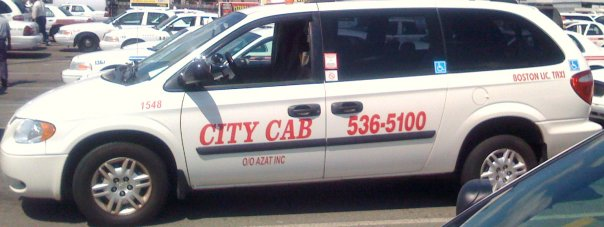 1548
CITY CAB
536-5100
O/O AZAT INC
BOSTON LIC. TAXI